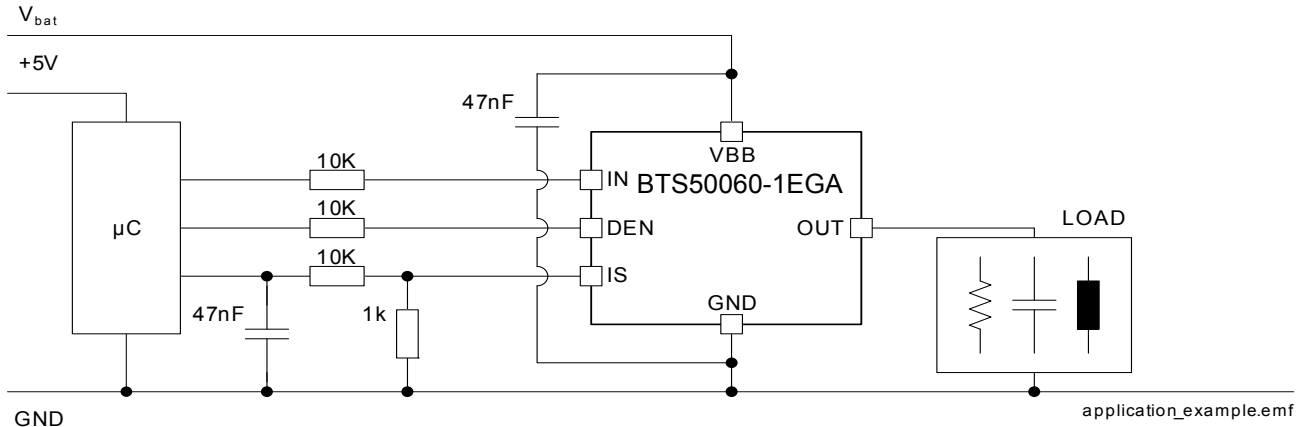 Vbat
+5V
47nF
VBB
10K
IN
BTS50060-1EGA
10K
µC
DEN
OUT
LOAD
10K
IS
47nF
1k
GND
GND
application_example.emf